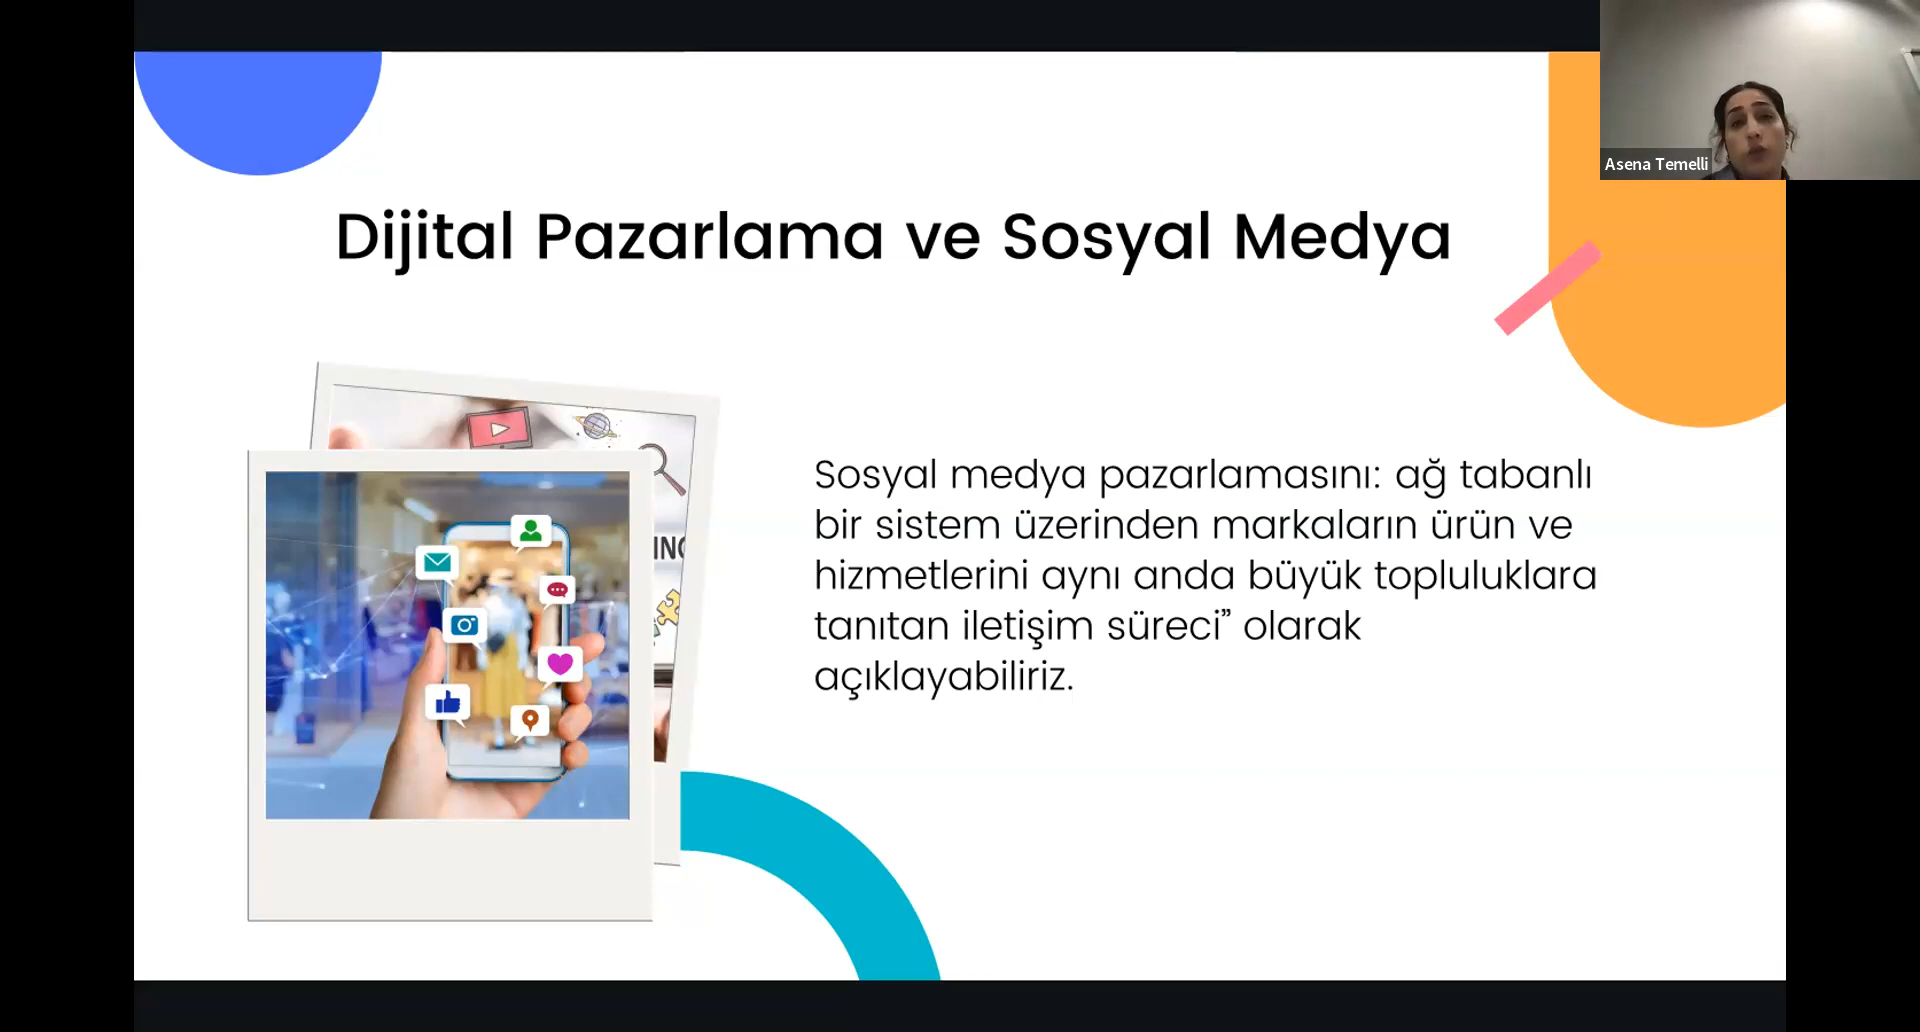 Asena Temelli
Dijital Pazarlama ve Sosyal Medya
Sosyal medya pazarlamasını: ağ tabanlı
bir sistem üzerinden markaların ürün ve
hizmetlerini aynı anda büyük topluluklara
tanıtan iletişim süreci” olarak
açıklayabiliriz.